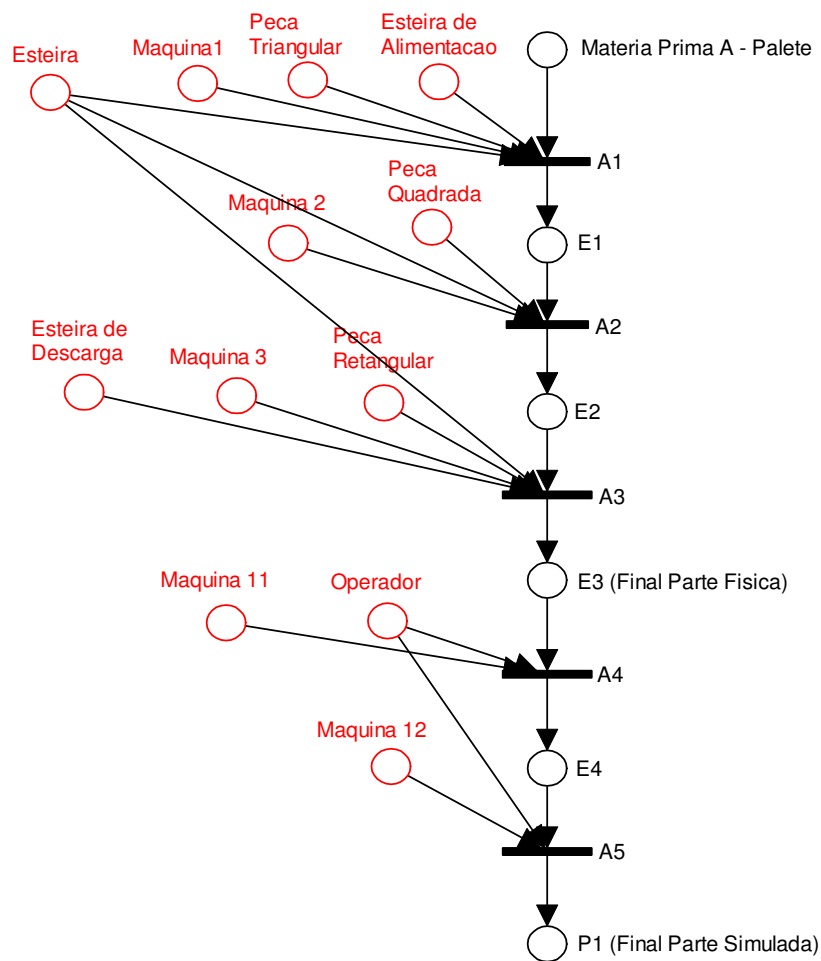 Peca
Triangular
Esteira de
Alimentacao
Maquina1
Esteira
Materia Prima A - Palete
A1
Peca
Quadrada
Maquina 2
E1
A2
Esteira de
Descarga
Maquina 3
Peca
Retangular
E2
A3
Maquina 11
Operador
E3 (Final Parte Fisica)
A4
Maquina 12
E4
A5
P1 (Final Parte Simulada)